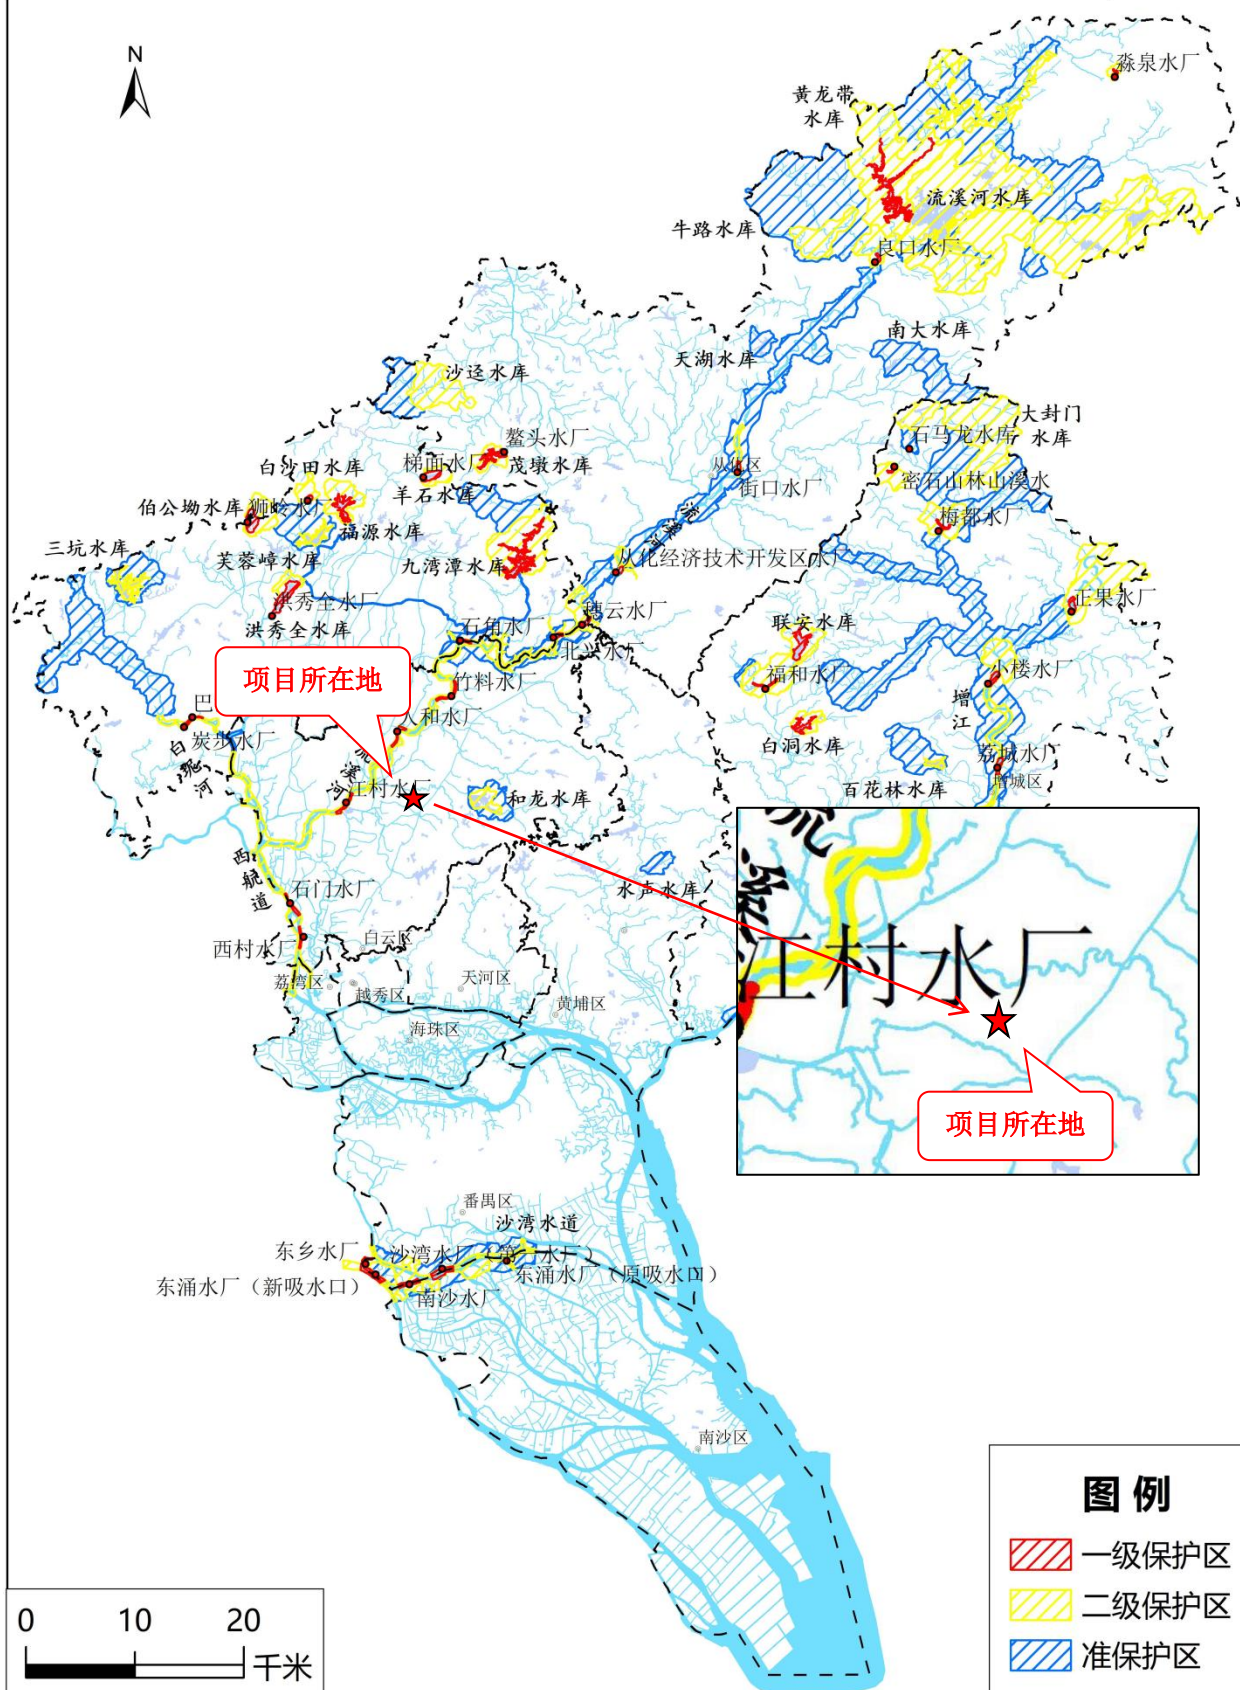 N
淼泉水厂
黄龙带
水库
流溪河水库
牛路水库
良口水厂
南大水库
天湖水库
沙迳水库
大封门
水库
石马龙水库
鳌头水厂
梯面水厂
茂墩水库
从化区
街口水厂
密石山林山溪水
白沙田水库
羊石水库
伯公坳水库
狮岭水厂
福源水库
梅都水厂
流溪河
三坑水库
芙蓉嶂水库
九湾潭水库
从化经济技术开发区水厂
洪秀全水厂
正果水厂
洪秀全水库
石角水厂
穗云水厂
北兴水厂
联安水库
项目所在地
竹料水厂
福和水厂
小楼水厂
增江
巴
人和水厂
炭步水厂
白坭河
流溪河
白洞水库
荔城水厂
增城区
江村水厂
和龙水库
百花林水库
西航道
石门水厂
水声水库
西村水厂
白云区
荔湾区
越秀区
天河区
黄埔区
海珠区
流
溪
江村水厂
项目所在地
番禺区
沙湾水道
东乡水厂
沙湾水厂
东涌水厂（新吸水口）
东涌水厂（原吸水口）
南沙水厂
南沙区
图 例
一级保护区
二级保护区
准保护区
0 10 20
千米